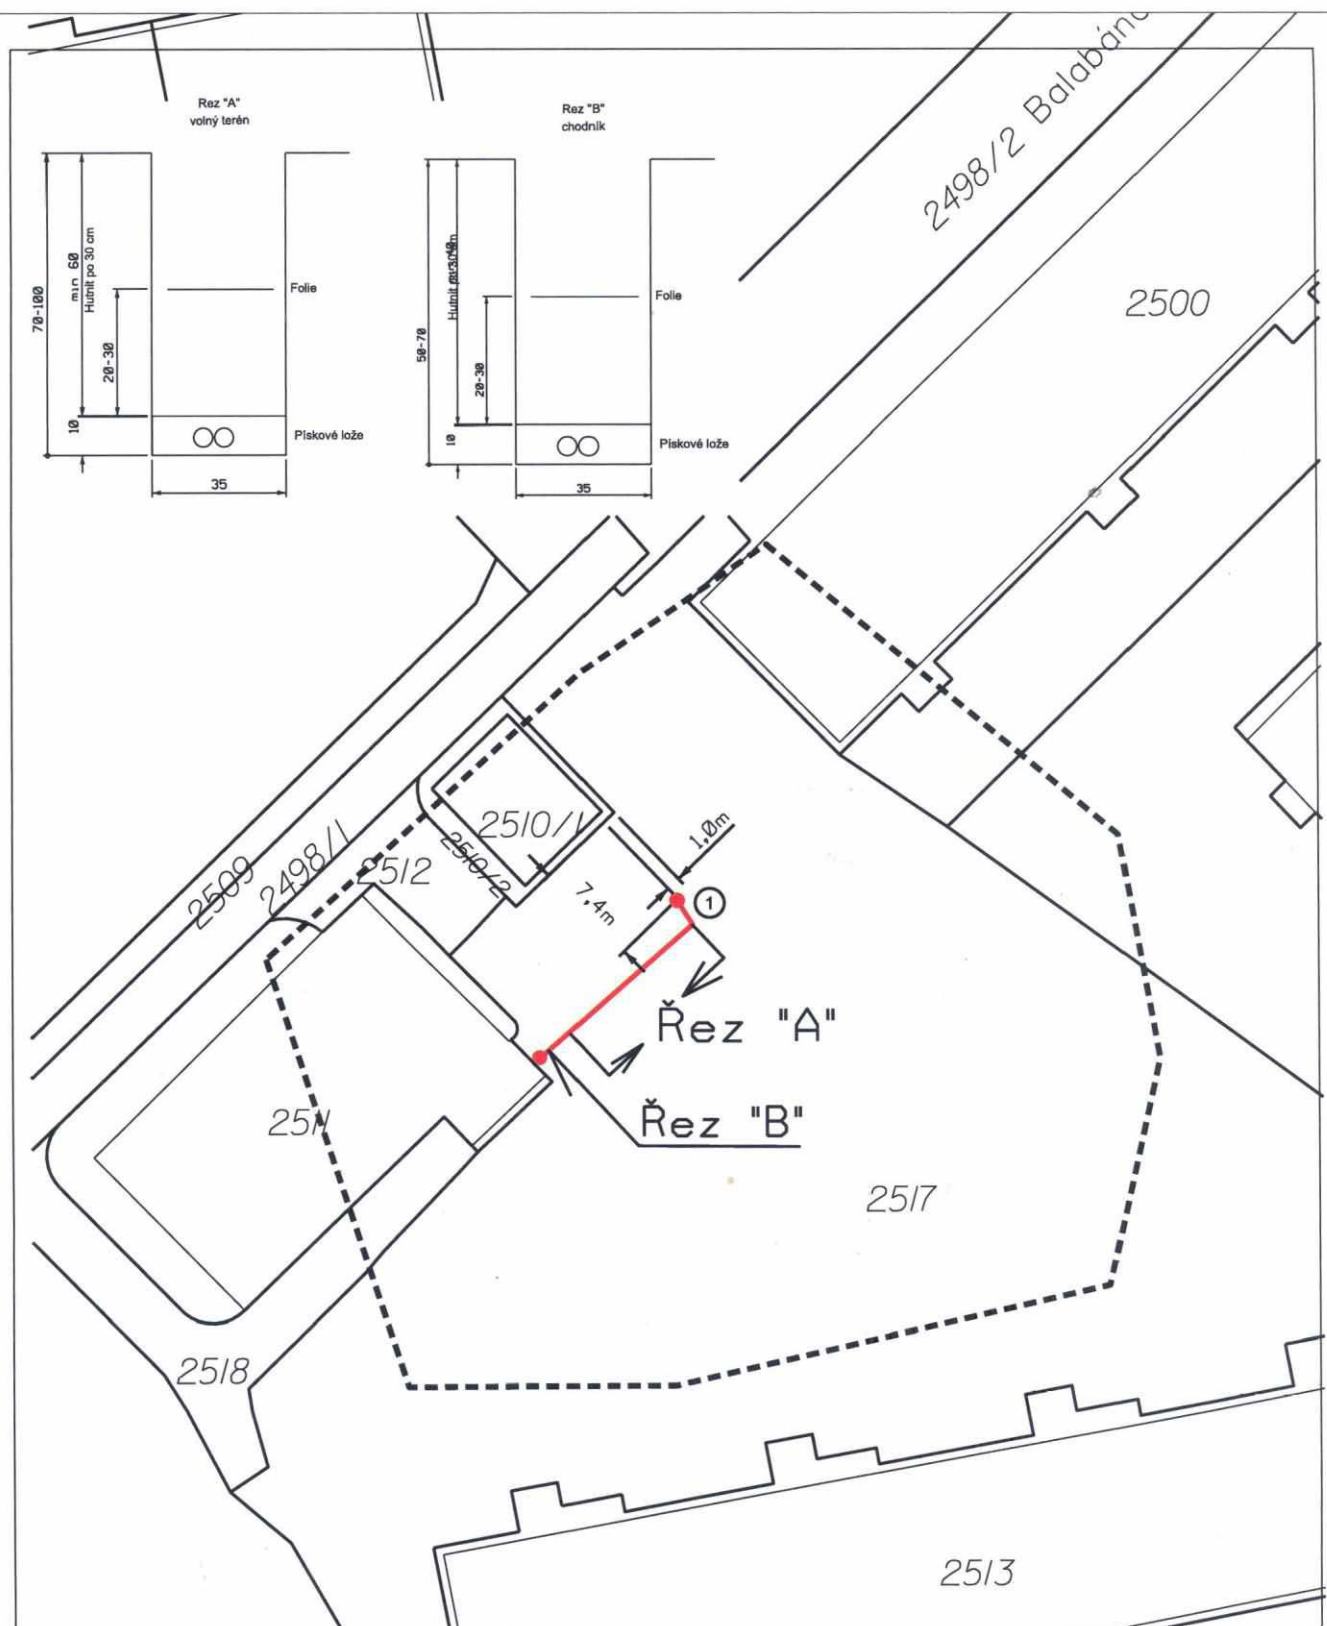 Rez "A"
volný terén
70-100
min 60
Hutnit po 30 cm
20-30
10
Folie
Pískové lože
35
Rez "B"
chodník
50-70
20-30
10
Folie
Pískové lože
35
2498/2
2500
2510/1
2510/2
2512
2498/1
2509
1,0m
7,4m
1
Řez "A"
Řez "B"
2511
2517
2518
2513